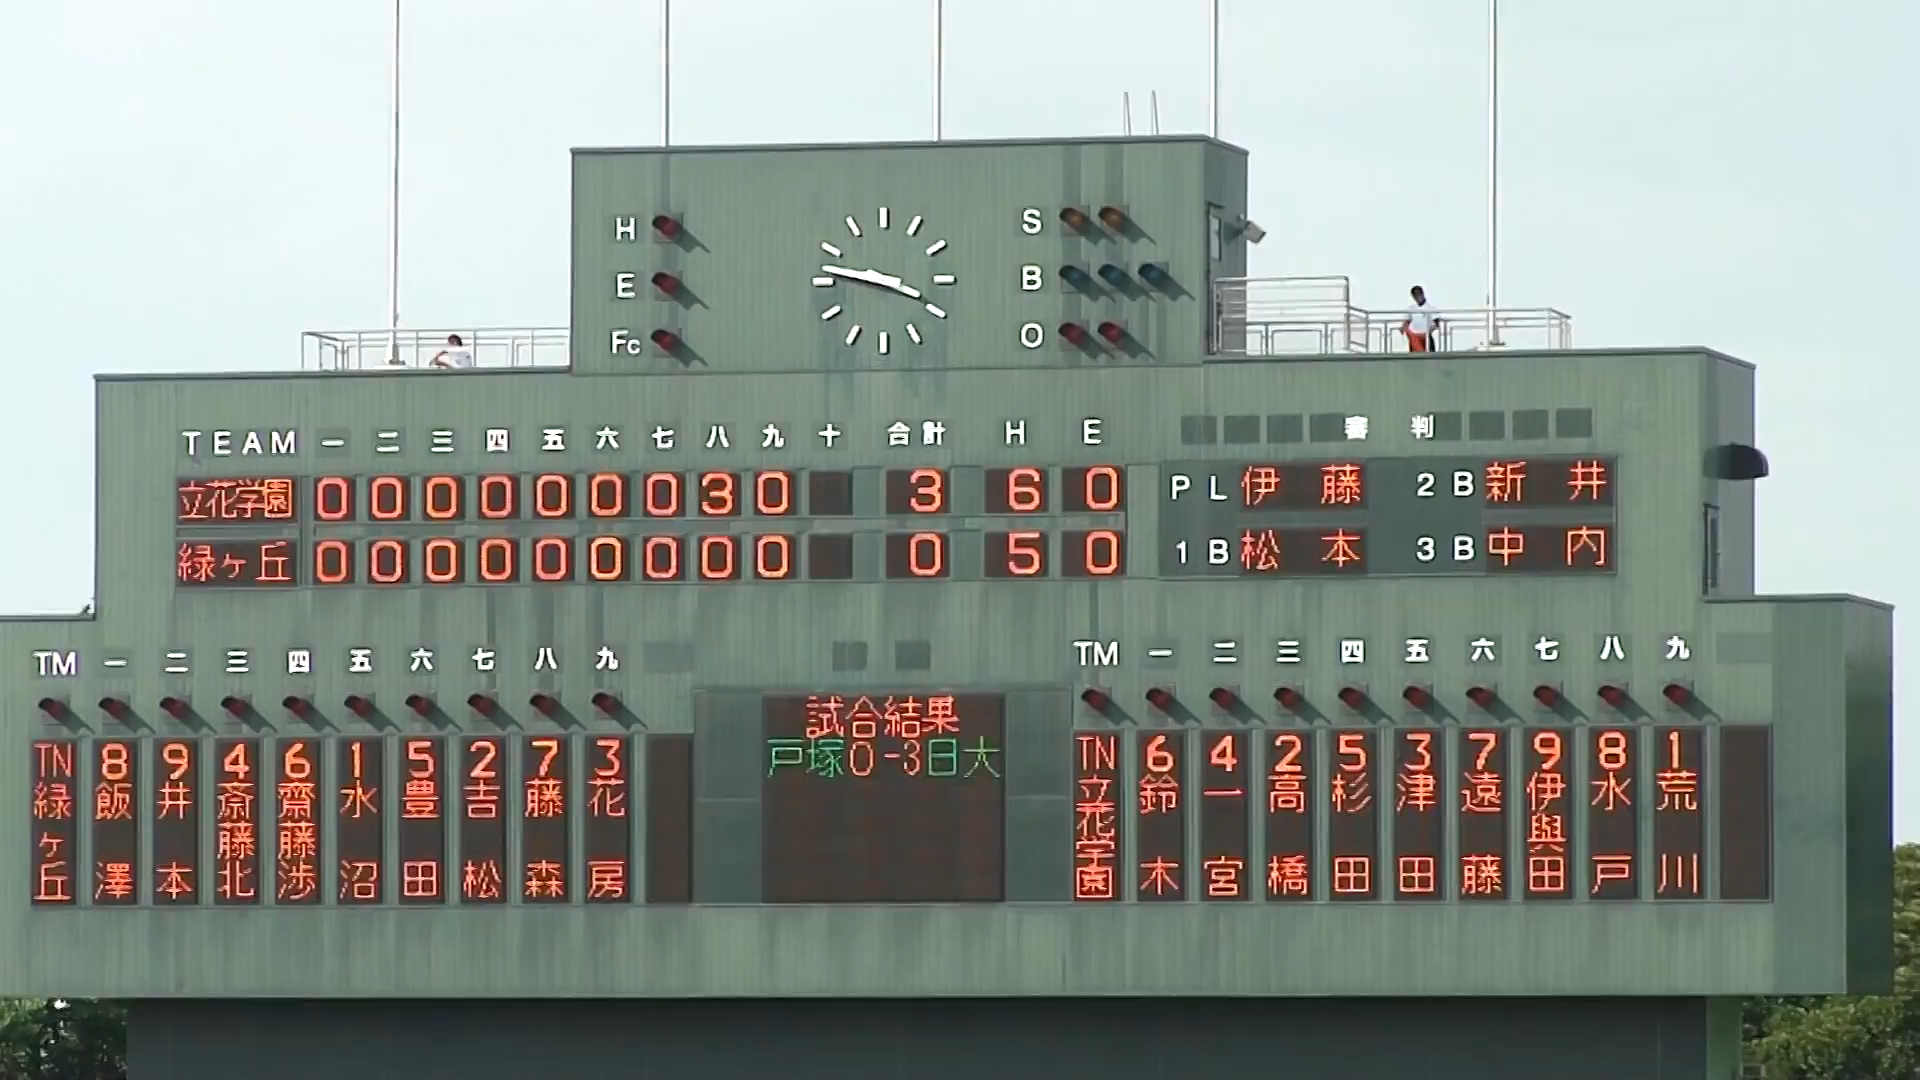 H
E
Fc
S
B
O
TEAM 一 二 三 四 五 六 七 八 九 十 合計 H E
立花学園 0 0 0 0 0 0 0 3 0 3 6 0
緑ヶ丘 0 0 0 0 0 0 0 0 0 0 5 0
審判
PL 伊藤 2B 新井
1B 松本 3B 中内
TM 一 二 三 四 五 六 七 八 九
TN 8 9 4 6 1 5 2 7 3
緑ヶ丘 飯澤 井本 斎藤北 齋藤渉 水沼 豊田 吉松 藤森 花房
試合結果
戸塚0-3日大
TM 一 二 三 四 五 六 七 八 九
TN 6 4 2 5 3 7 9 8 1
立花学園 鈴木 一宮 高橋 杉田 津田 遠藤 伊與田 水戸 荒川